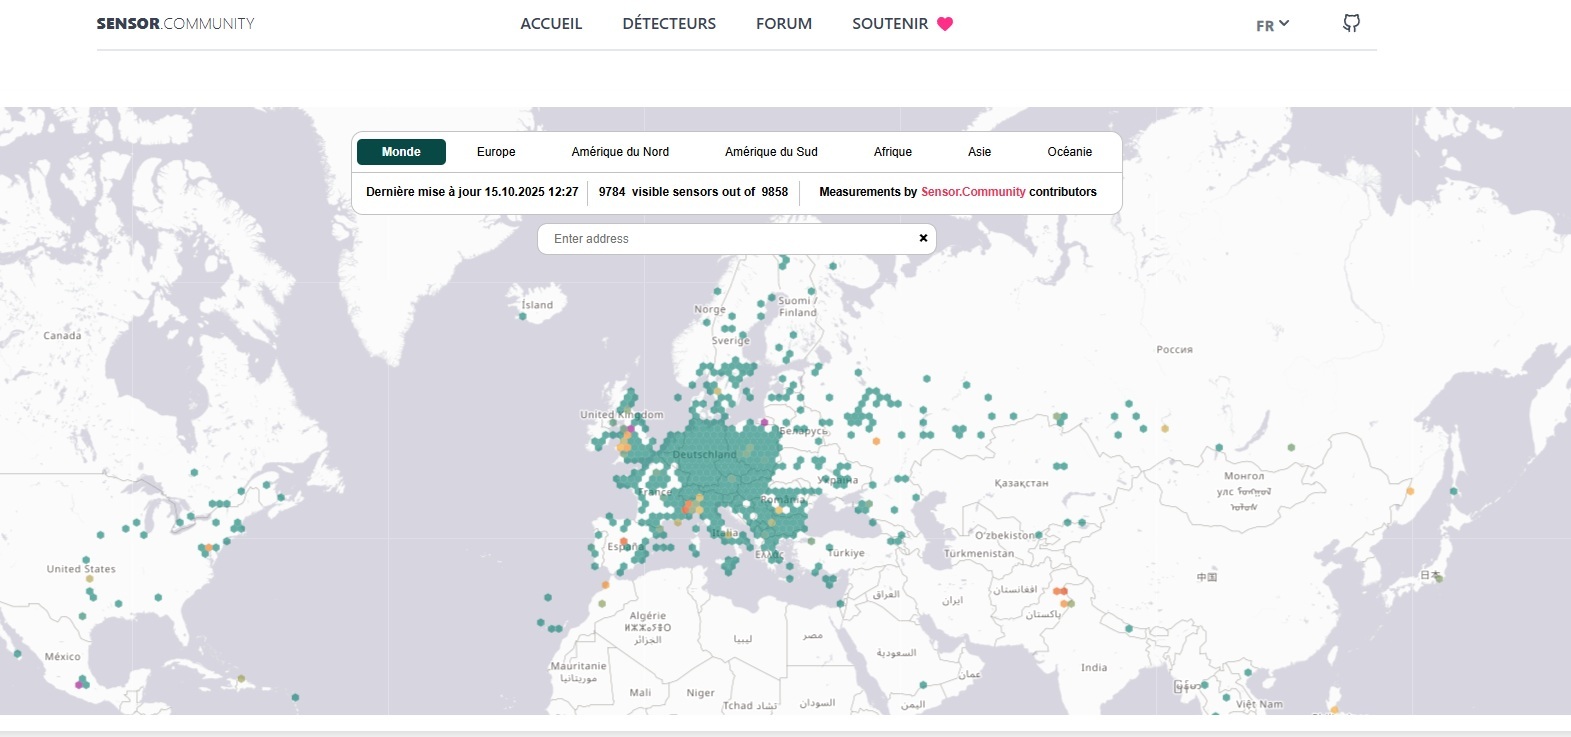 SENSOR.COMMUNITY ACCUEIL DÉTECTEURS FORUM SOUTENIR FR
Monde Europe Amérique du Nord Amérique du Sud Afrique Asie Océanie
Dernière mise à jour 15.10.2025 12:27 9784 visible sensors out of 9858 Measurements by Sensor.Community contributors
Enter address ×
Ísland
Norge
Suomi /
Finland
Canada
Sverige
Россия
United Kingdom
Беларусь
Deutschland
Україна
Монгол
улс
Қазақстан
France
România
Italia
O'zbekiston
España
Ελλάς
Türkiye
Türkmenistan
United States
中国
日本
افغانستان
العراق
ایران
پاکستان
Algérie
ⵍⵣⵣⴰⵢⴻⵔ
الجزائر
ليبيا
مصر
México
السعودية
Mauritanie
موريتانيا
India
عمان
Mali
Niger
Tchad تشاد
السودان
اليمن
Việt Nam